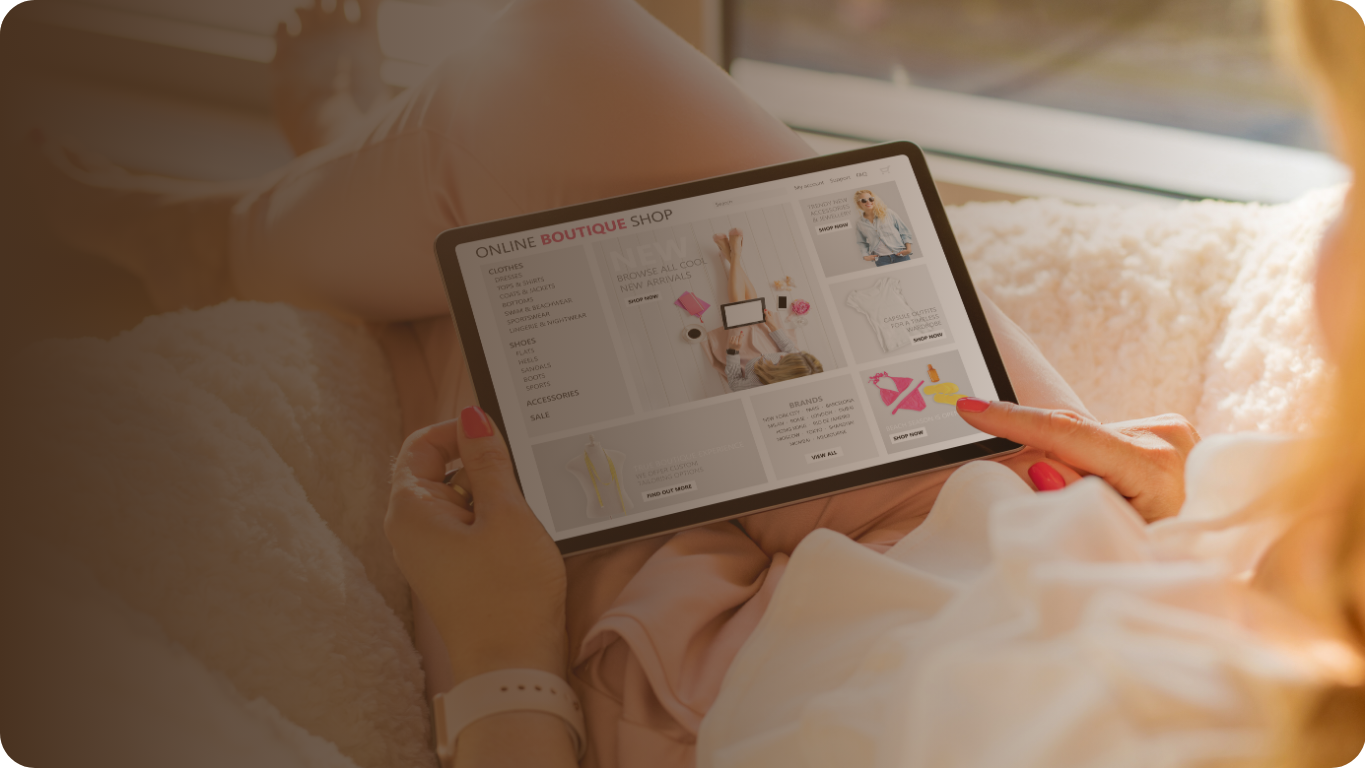 My account Support FAQ
Search
ONLINE BOUTIQUE SHOP
CLOTHES
DRESSES
TOPS & SHIRTS
COATS & JACKETS
BOTTOMS
SWIM & BEACHWEAR
SPORTSWEAR
LINGERIE & NIGHTWEAR
SHOES
FLATS
HEELS
SANDALS
BOOTS
SPORTS
ACCESSORIES
SALE
NEW
BROWSE ALL COOL
NEW ARRIVALS
SHOP NOW
TRENDY NEW
ACCESSORIES
& JEWELLERY
SHOP NOW
CAPSULE OUTFITS
FOR A TIMELESS
WARDROBE
SHOP NOW
WE OFFER CUSTOM
TAILORING OPTIONS
FIND OUT MORE
BRANDS
NEW YORK CITY - PARIS - BARCELONA
MILAN - ROME - LONDON - DUBAI
HONG KONG - RIO DE JANEIRO
MOSCOW - TOKYO - SHANGHAI
MELBOURNE
VIEW ALL
SHOP NOW